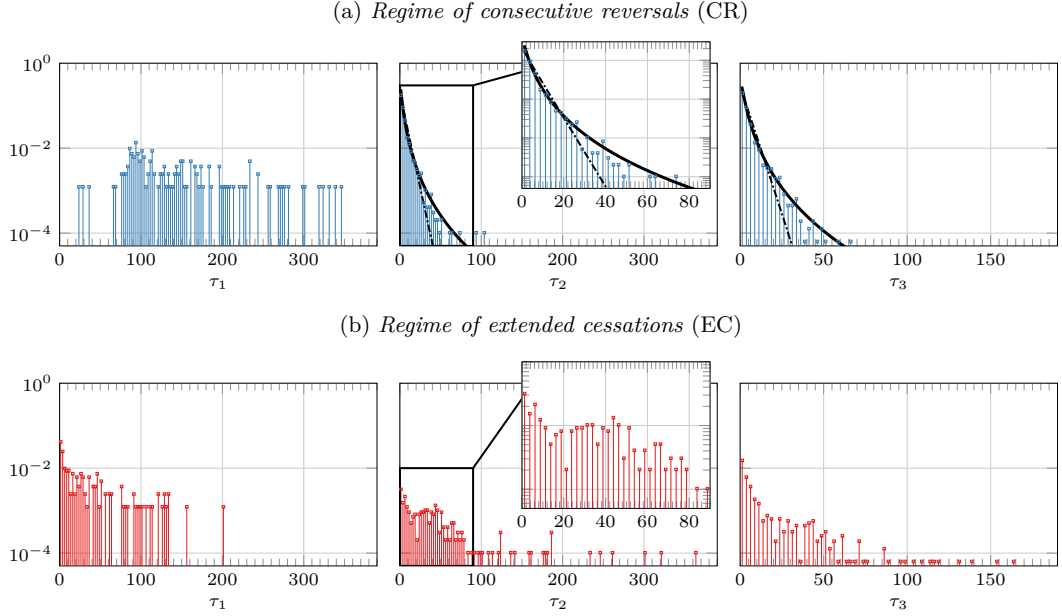 (a) Regime of consecutive reversals (CR)
10^0
10^−2
10^−4
0 100 200 300
τ1
0 20 40 60 80
0 100 200 300
τ2
0 50 100 150
τ3
(b) Regime of extended cessations (EC)
10^0
10^−2
10^−4
0 100 200 300
τ1
0 20 40 60 80
0 100 200 300
τ2
0 50 100 150
τ3